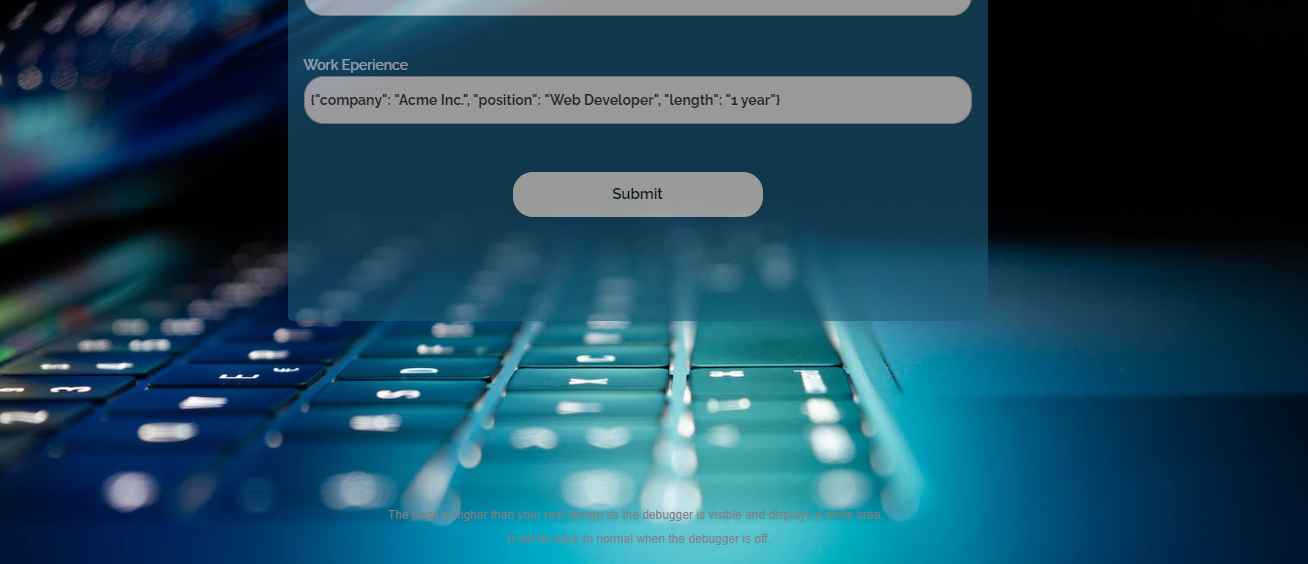 Work Eperience
{"company": "Acme Inc.", "position": "Web Developer", "length": "1 year"}
Submit
The page is higher than your real design as the debugger is visible and displays a white area.
It will be back to normal when the debugger is off.